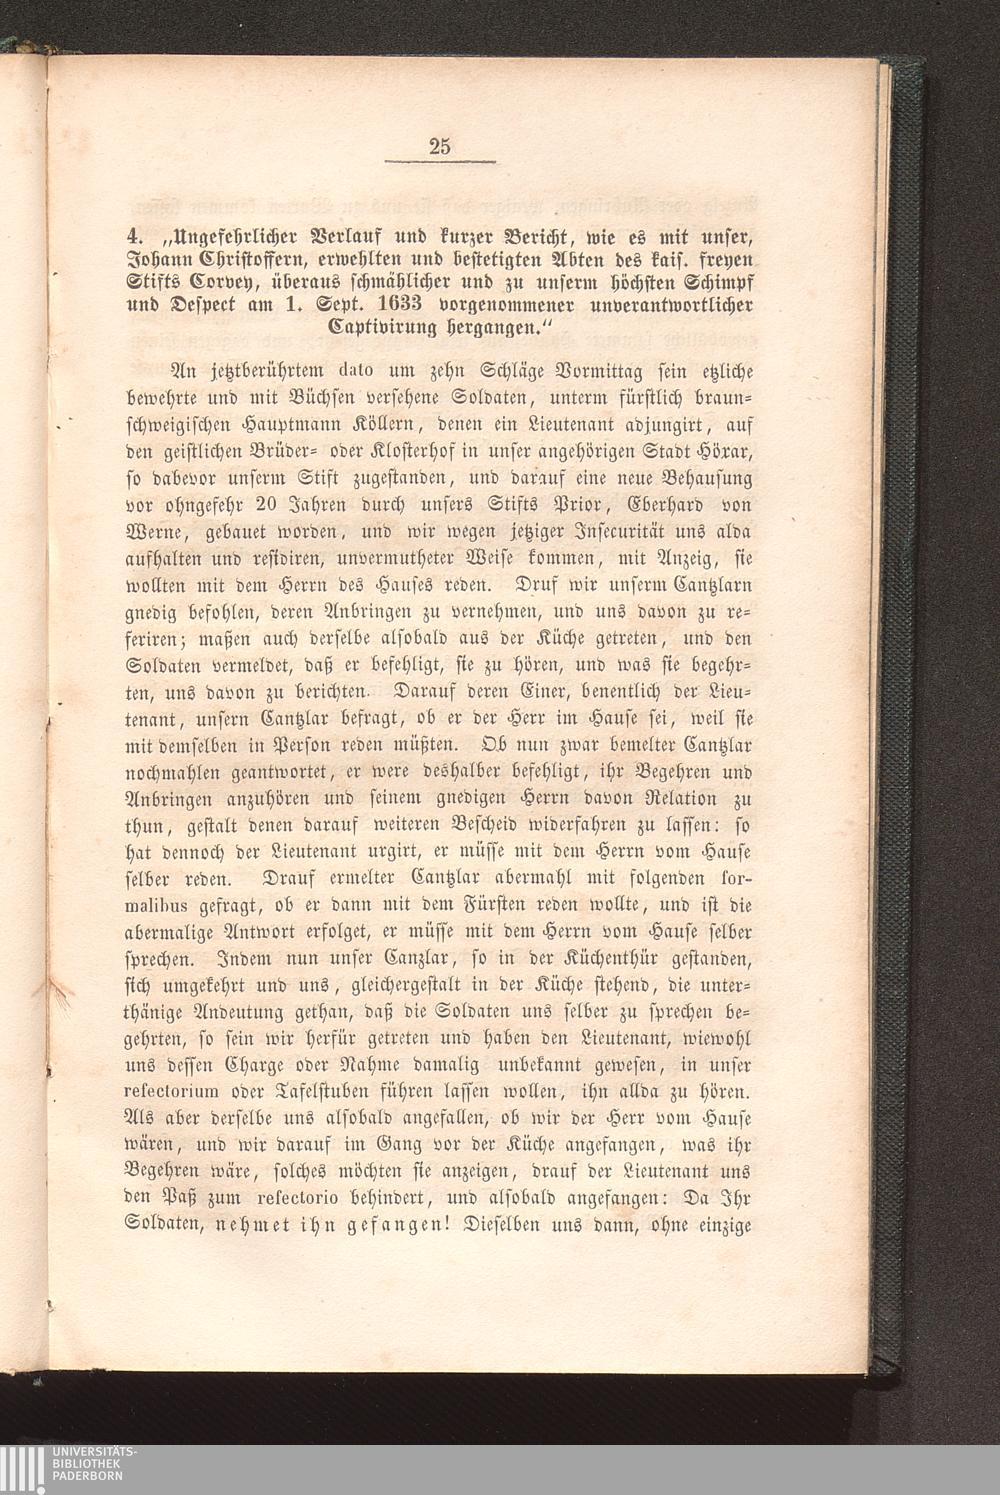 25
4. „Ungefehrlicher Verlauf und kurzer Bericht, wie es mit unser,
Johann Christoffern, erwehlten und bestetigten Abten des kais. freyen
Stifts Corvey, überaus schmählicher und zu unserm höchsten Schimpf
und Despect am 1. Sept. 1633 vorgenommener unverantwortlicher
Captivirung hergangen.“
An jetztberührtem dato um zehn Schläge Vormittag sein etzliche
bewehrte und mit Büchsen versehene Soldaten, unterm fürstlich braun-
schweigischen Hauptmann Köllern, denen ein Lieutenant adjungirt, auf
den geistlichen Brüder- oder Klosterhof in unser angehörigen Stadt Höxar,
so dabevor unserm Stift zugestanden, und darauf eine neue Behausung
vor ohngefehr 20 Jahren durch unsers Stifts Prior, Eberhard von
Werne, gebauet worden, und wir wegen jetziger Insecurität uns alda
aufhalten und residiren, unvermutheter Weise kommen, mit Anzeig, sie
wollten mit dem Herrn des Hauses reden. Druf wir unserm Cantzlarn
gnedig befohlen, deren Anbringen zu vernehmen, und uns davon zu re-
feriren; maßen auch derselbe alsobald aus der Küche getreten, und den
Soldaten vermeldet, daß er befehligt, sie zu hören, und was sie begehr-
ten, uns davon zu berichten. Darauf deren Einer, benentlich der Lieu-
tenant, unsern Cantzlar befragt, ob er der Herr im Hause sei, weil sie
mit demselben in Person reden müßten. Ob nun zwar bemelter Cantzlar
nochmahlen geantwortet, er were deshalber befehligt, ihr Begehren und
Anbringen anzuhören und seinem gnedigen Herrn davon Relation zu
thun, gestalt denen darauf weiteren Bescheid widerfahren zu lassen: so
hat dennoch der Lieutenant urgirt, er müsse mit dem Herrn vom Hause
selber reden. Drauf ermelter Cantzlar abermahl mit folgenden for-
malibus gefragt, ob er dann mit dem Fürsten reden wollte, und ist die
abermalige Antwort erfolget, er müsse mit dem Herrn vom Hause selber
sprechen. Indem nun unser Canzlar, so in der Küchenthür gestanden,
sich umgekehrt und uns, gleichergestalt in der Küche stehend, die unter-
thänige Andeutung gethan, daß die Soldaten uns selber zu sprechen be-
gehrten, so sein wir herfür getreten und haben den Lieutenant, wiewohl
uns dessen Charge oder Nahme damalig unbekannt gewesen, in unser
refectorium oder Tafelstuben führen lassen wollen, ihn allda zu hören.
Als aber derselbe uns alsobald angefallen, ob wir der Herr vom Hause
wären, und wir darauf im Gang vor der Küche angefangen, was ihr
Begehren wäre, solches möchten sie anzeigen, drauf der Lieutenant uns
den Paß zum refectorio behindert, und alsobald angefangen: Da Ihr
Soldaten, nehmet ihn gefangen! Dieselben uns dann, ohne einzige
UNIVERSITÄTS-
BIBLIOTHEK
PADERBORN